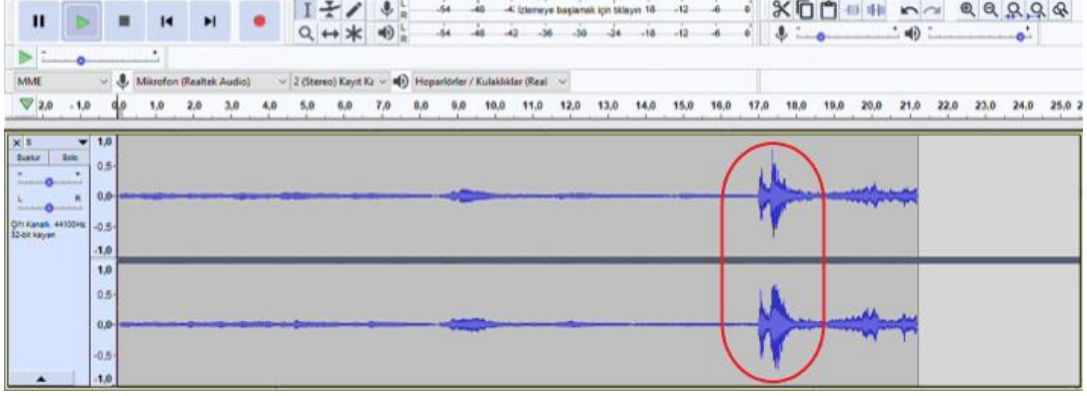 L R -54 -48 -4< İzlemeye başlamak için tıklayın 18 -12 -6 0
L R -54 -48 -42 -36 -30 -24 -18 -12 -6 0
MME Mikrofon (Realtek Audio) 2 (Stereo) Kayıt Ka Hoparlörler / Kulaklıklar (Real
2,0 - 1,0 0,0 1,0 2,0 3,0 4,0 5,0 6,0 7,0 8,0 9,0 10,0 11,0 12,0 13,0 14,0 15,0 16,0 17,0 18,0 19,0 20,0 21,0 22,0 23,0 24,0 25,0 2
X 8 1,0
Sustur Solo
0,5
- +
L R 0,0
Çift Kanallı, 44100Hz -0,5
32-bit kayan
-1,0
1,0
0,5
0,0
-0,5
-1,0